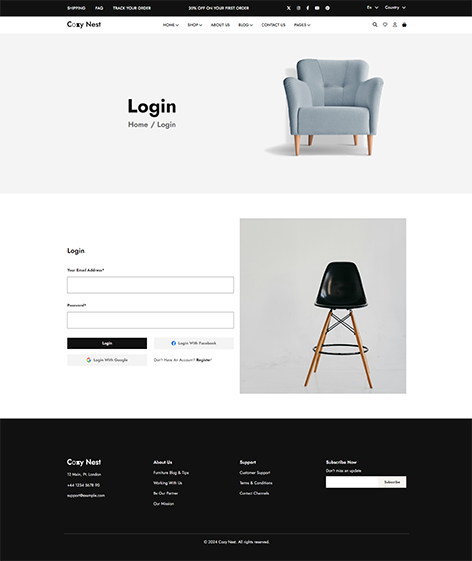 SHIPPING FAQ TRACK YOUR ORDER 20% OFF ON YOUR FIRST ORDER En Country
Cozy Nest HOME SHOP ABOUT US BLOG CONTACT US PAGES
Login
Home / Login
Login
Your Email Address*
Password*
Login Login With Facebook
Login With Google Don't Have An Account? Register!
Cozy Nest About Us Support Subscribe Now
12 Main, Pt. London Furniture Blog & Tips Customer Support Don't miss an update
+44 1234 5678 90 Working With Us Terms & Conditions Subscribe
support@example.com Be Our Partner Contact Channels
Our Mission
© 2024 Cozy Nest. All rights reserved.